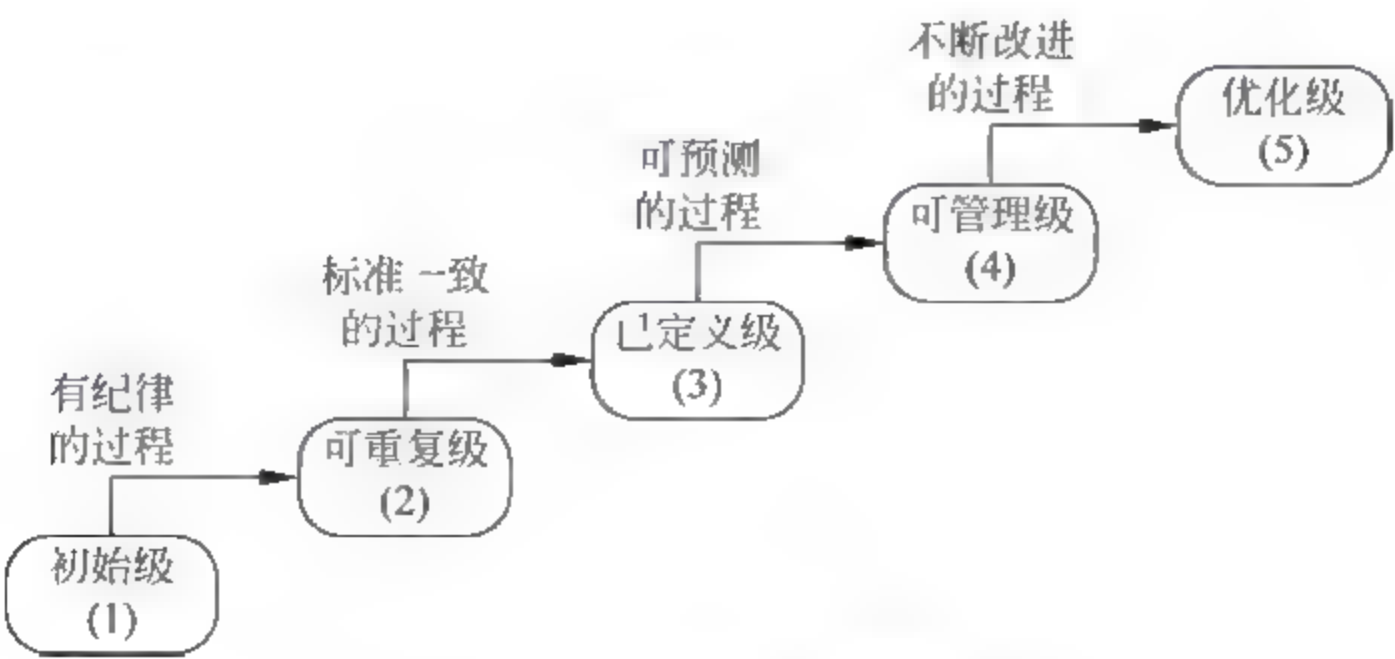 不断改进
的过程
优化级
(5)
可预测
的过程
可管理级
(4)
标准一致
的过程
已定义级
(3)
有纪律
的过程
可重复级
(2)
初始级
(1)